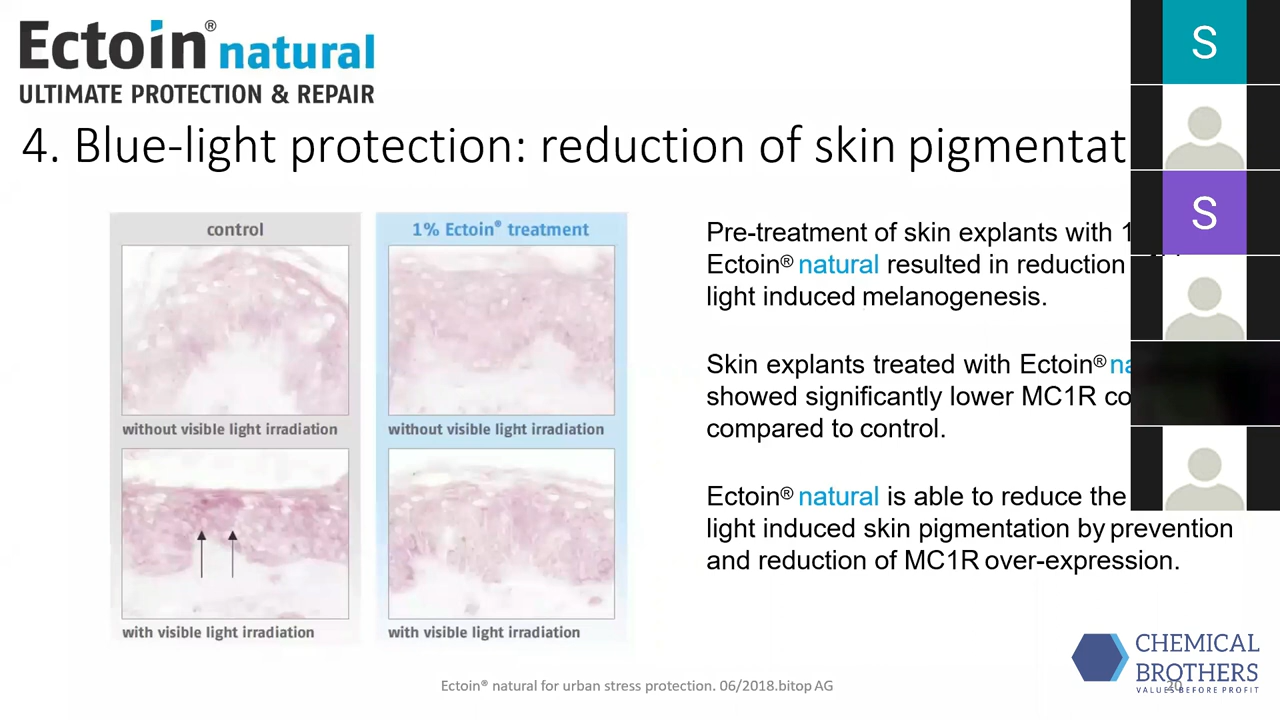 Ectoin® natural
ULTIMATE PROTECTION & REPAIR
4. Blue-light protection: reduction of skin
control
1% Ectoin® treatment
without visible light irradiation
without visible light irradiation
with visible light irradiation
with visible light irradiation
Pre-treatment of skin explants with
Ectoin® natural resulted in reduction
light induced melanogenesis.
Skin explants treated with Ectoin®
showed significantly lower MC1R
compared to control.
Ectoin® natural is able to reduce the
light induced skin pigmentation by prevention
and reduction of MC1R over-expression.
S
S
CHEMICAL
BROTHERS
VALUES BEFORE PROFIT
Ectoin® natural for urban stress protection. 06/2018.bitop AG
20